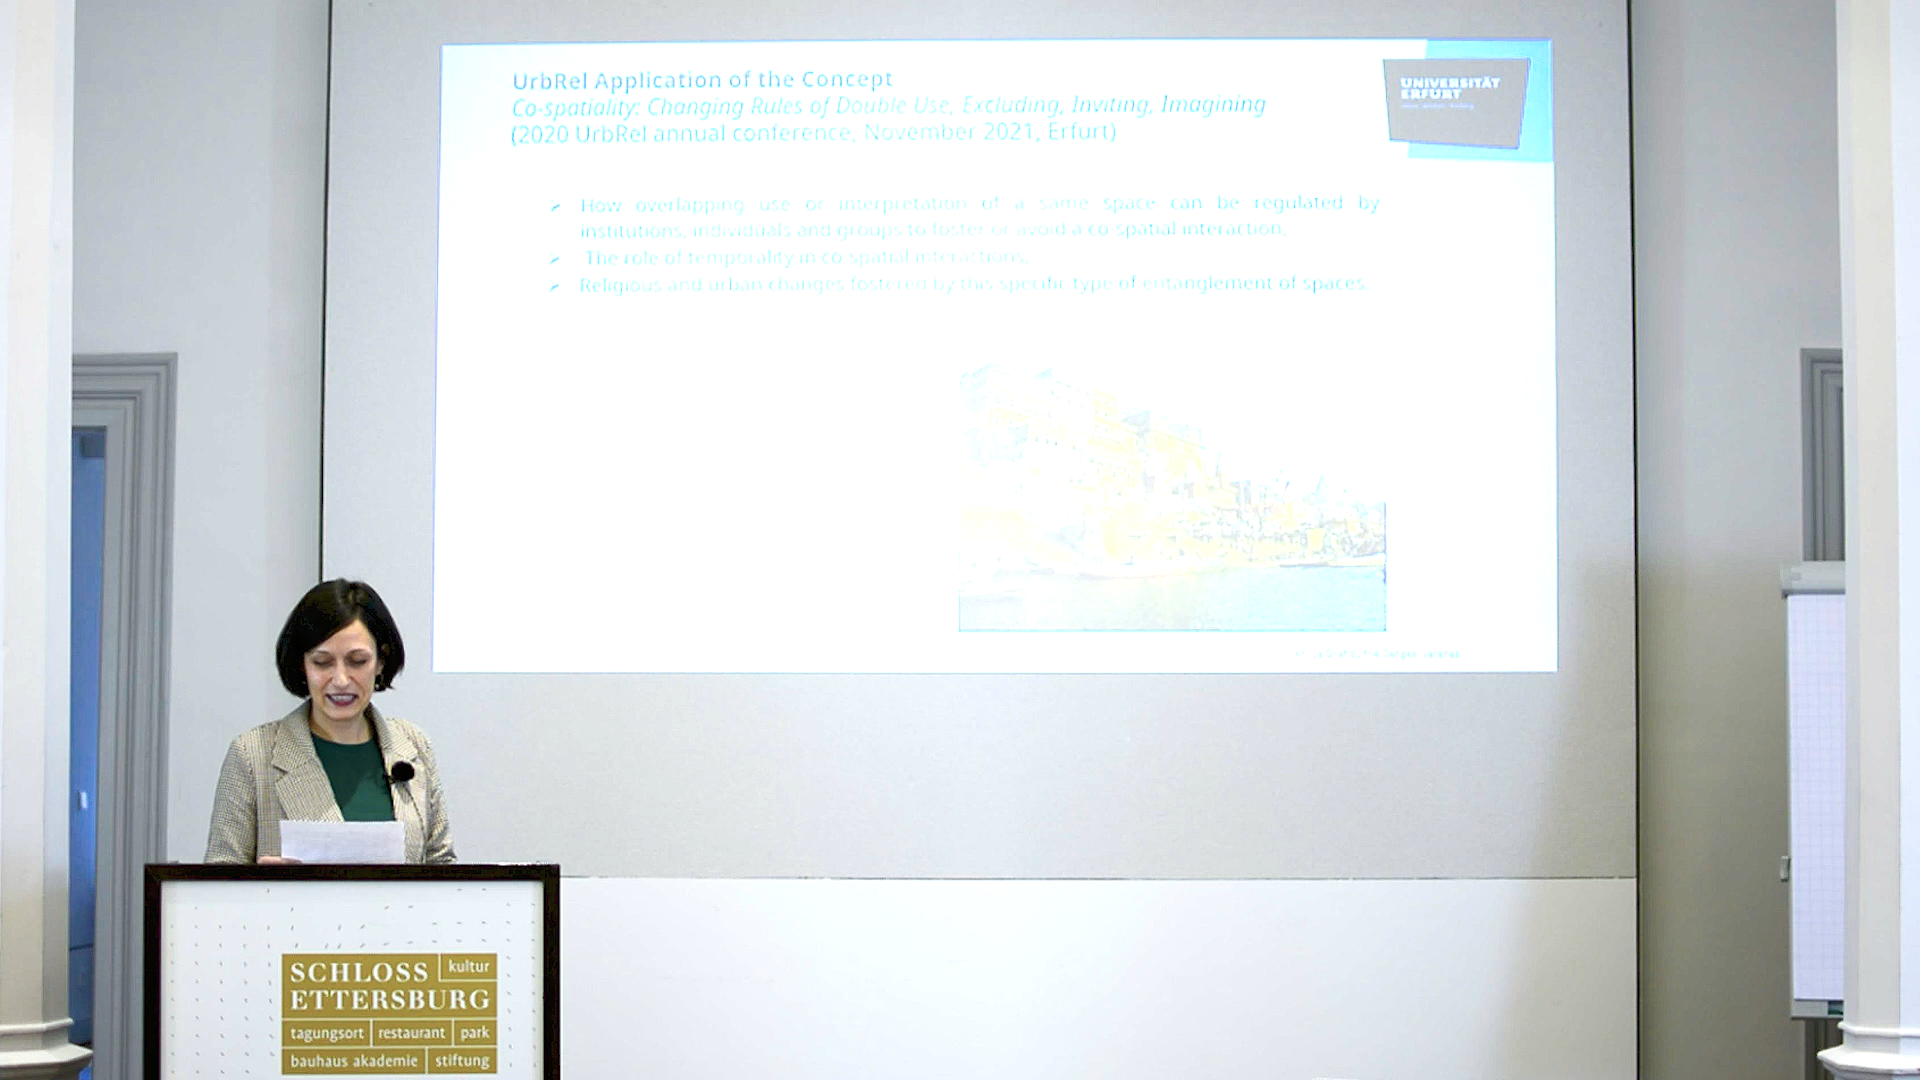 UrbRel Application of the Concept
Co-spatiality: Changing Rules of Double Use, Excluding, Inviting, Imagining
(2020 UrbRel annual conference, November 2021, Erfurt)
UNIVERSITÄT
ERFURT
➢ How overlapping use or interpretation of a same space can be regulated by
institutions, individuals and groups to foster or avoid a co-spatial interaction.
➢ The role of temporality in co-spatial interactions.
➢ Religious and urban changes fostered by this specific type of entanglement of spaces.
SCHLOSS kultur
ETTERSBURG
tagungsort restaurant park
bauhaus akademie stiftung